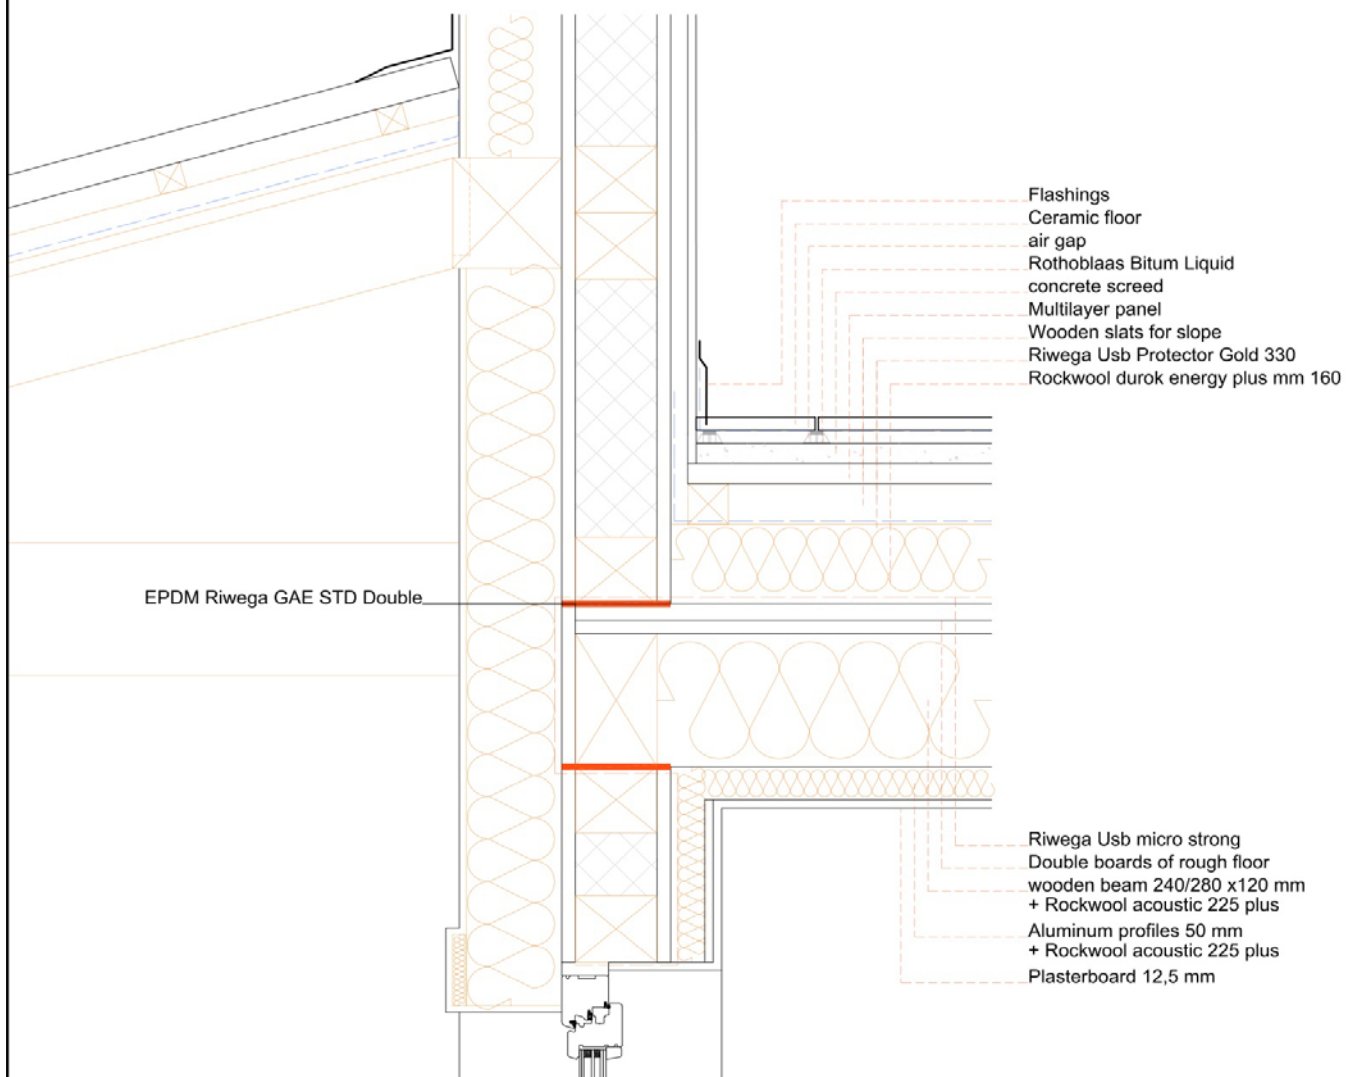 Flashings
Ceramic floor
air gap
Rothoblaas Bitum Liquid
concrete screed
Multilayer panel
Wooden slats for slope
Riwega Usb Protector Gold 330
Rockwool durok energy plus mm 160
EPDM Riwega GAE STD Double
Riwega Usb micro strong
Double boards of rough floor
wooden beam 240/280 x120 mm
+ Rockwool acoustic 225 plus
Aluminum profiles 50 mm
+ Rockwool acoustic 225 plus
Plasterboard 12,5 mm